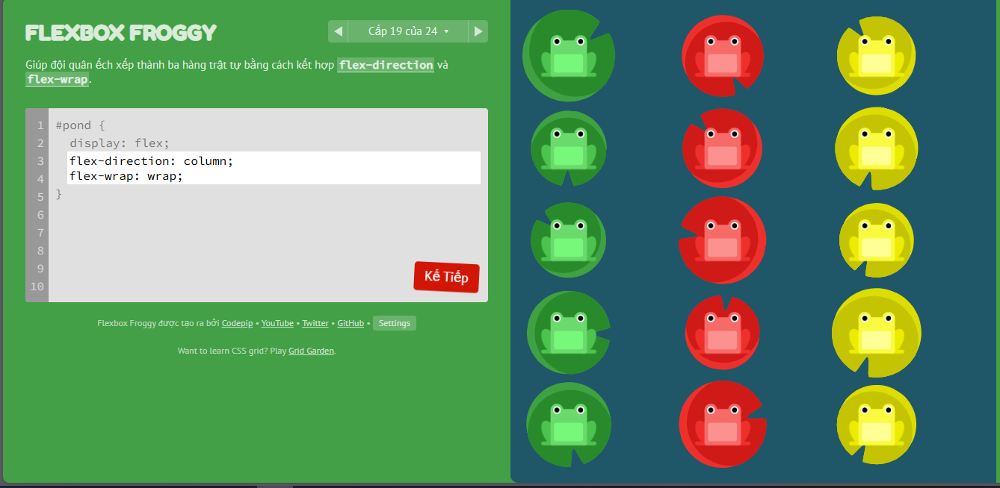 FLEXBOX FROGGY
Cấp 19 của 24
Giúp đội quân ếch xếp thành ba hàng trật tự bằng cách kết hợp flex-direction và
flex-wrap.
1 #pond {
2 display: flex;
3 flex-direction: column;
4 flex-wrap: wrap;
5 }
6
7
8
9
10
Kế Tiếp
Flexbox Froggy được tạo ra bởi Codepip • YouTube • Twitter • GitHub • Settings
Want to learn CSS grid? Play Grid Garden.